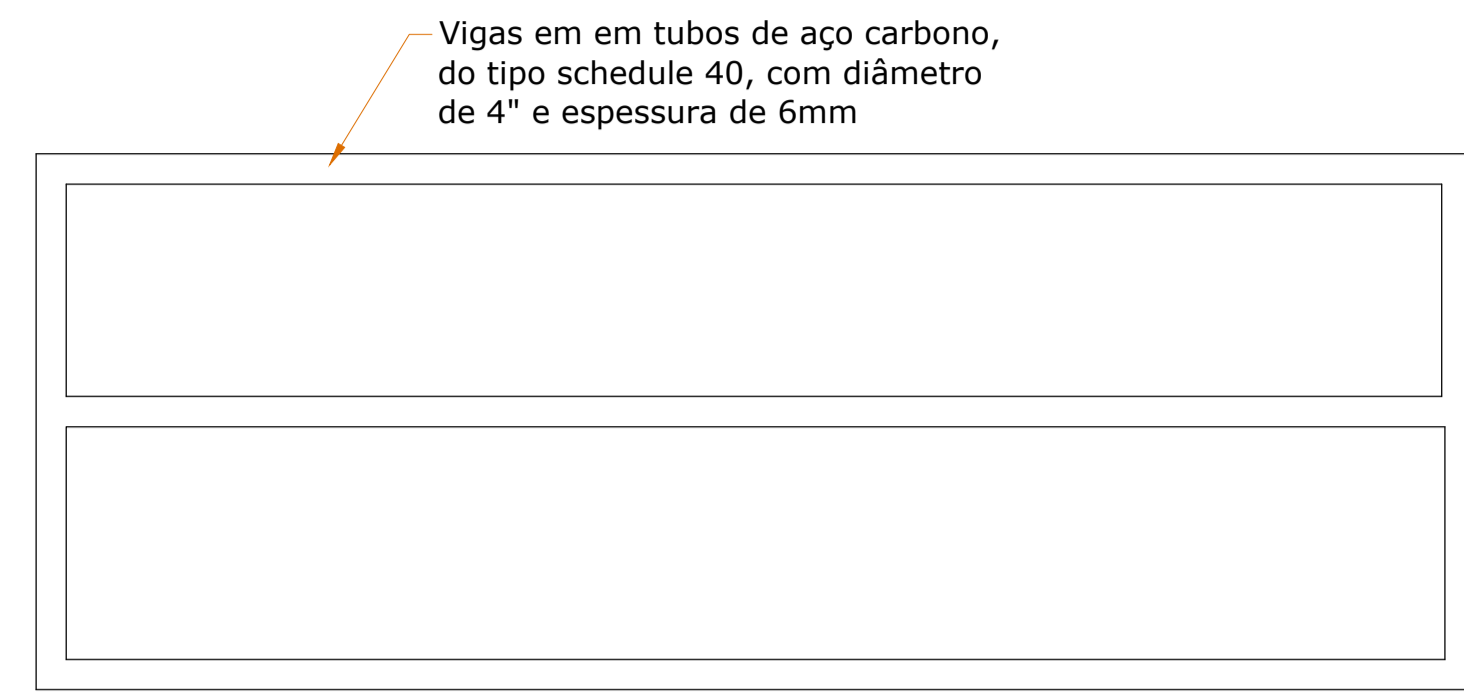 Vigas em em tubos de aço carbono,
do tipo schedule 40, com diâmetro
de 4" e espessura de 6mm